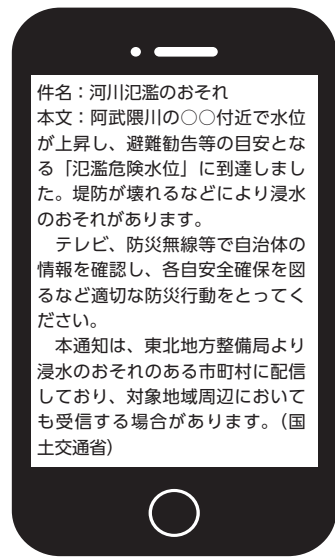 件名：河川氾濫のおそれ
本文：阿武隈川の○○付近で水位
が上昇し、避難勧告等の目安とな
る「氾濫危険水位」に到達しまし
た。堤防が壊れるなどにより浸水
のおそれがあります。
　テレビ、防災無線等で自治体の
情報を確認し、各自安全確保を図
るなど適切な防災行動をとってく
ださい。
　本通知は、東北地方整備局より
浸水のおそれのある市町村に配信
しており、対象地域周辺において
も受信する場合があります。（国
土交通省）